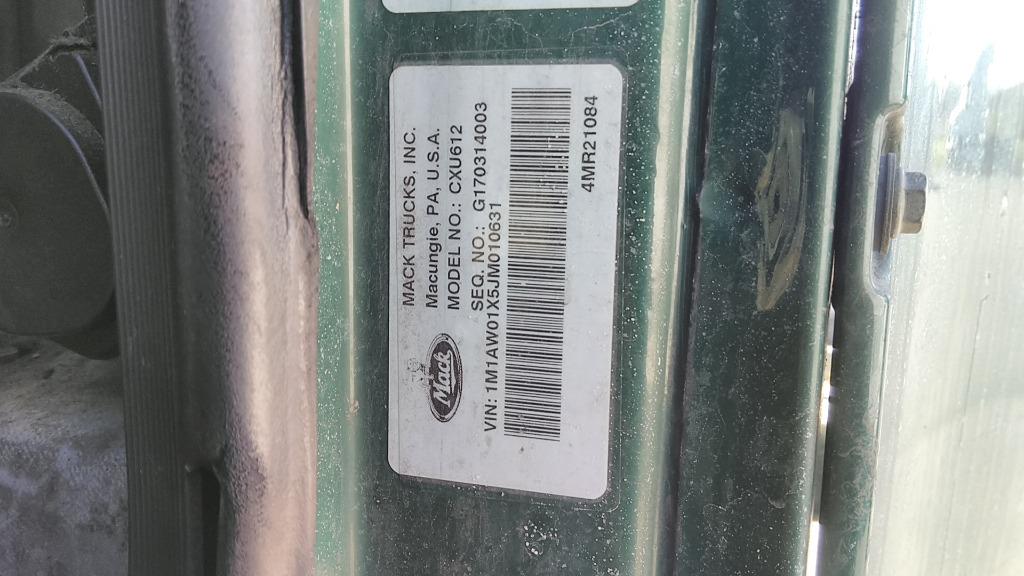 MACK TRUCKS, INC.
Macungie, PA, U.S.A.
MODEL NO.: CXU612
SEQ. NO.: G170314003
Mack
VIN: 1M1AW01X5JM010631
4MR21084